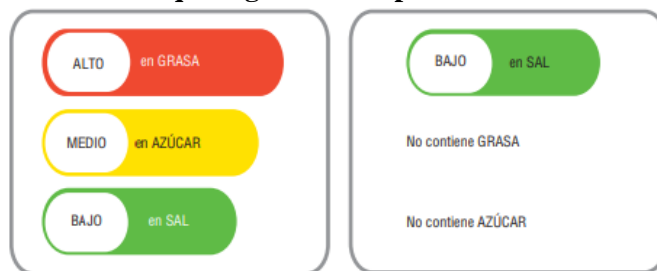 ALTO en GRASA
MEDIO en AZÚCAR
BAJO en SAL
BAJO en SAL
No contiene GRASA
No contiene AZÚCAR